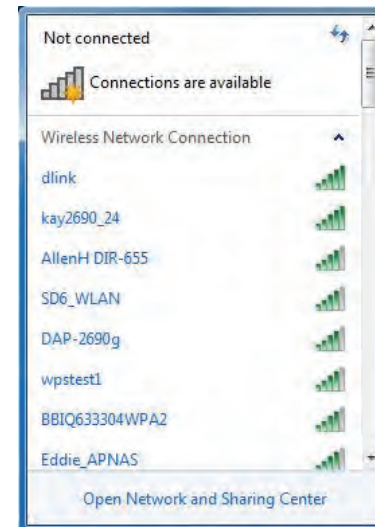 Not connected
Connections are available
Wireless Network Connection
dlink
kay2690_24
AllenH DIR-655
SD6_WLAN
DAP-2690g
wpstest1
BBIQ633304WPA2
Eddie_APNAS
Open Network and Sharing Center